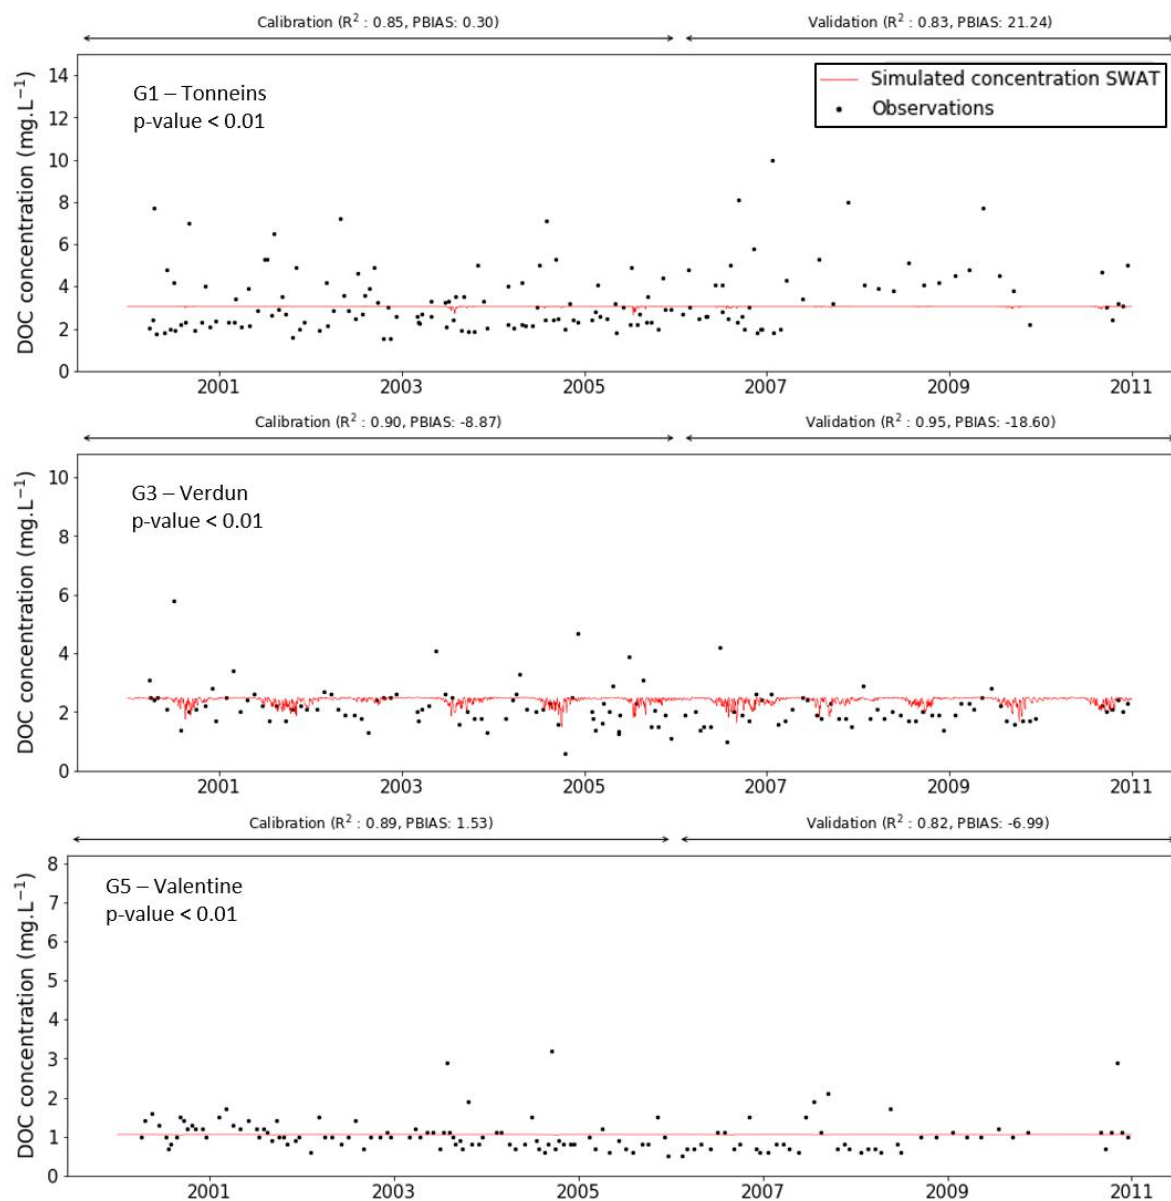 Calibration (R² : 0.85, PBIAS: 0.30) Validation (R² : 0.83, PBIAS: 21.24)
DOC concentration (mg.L⁻¹)
14
12
10
8
6
4
2
0
G1 – Tonneins
p-value < 0.01
Simulated concentration SWAT
Observations
2001 2003 2005 2007 2009 2011
Calibration (R² : 0.90, PBIAS: -8.87) Validation (R² : 0.95, PBIAS: -18.60)
DOC concentration (mg.L⁻¹)
10
8
6
4
2
0
G3 – Verdun
p-value < 0.01
2001 2003 2005 2007 2009 2011
Calibration (R² : 0.89, PBIAS: 1.53) Validation (R² : 0.82, PBIAS: -6.99)
DOC concentration (mg.L⁻¹)
8
7
6
5
4
3
2
1
0
G5 – Valentine
p-value < 0.01
2001 2003 2005 2007 2009 2011